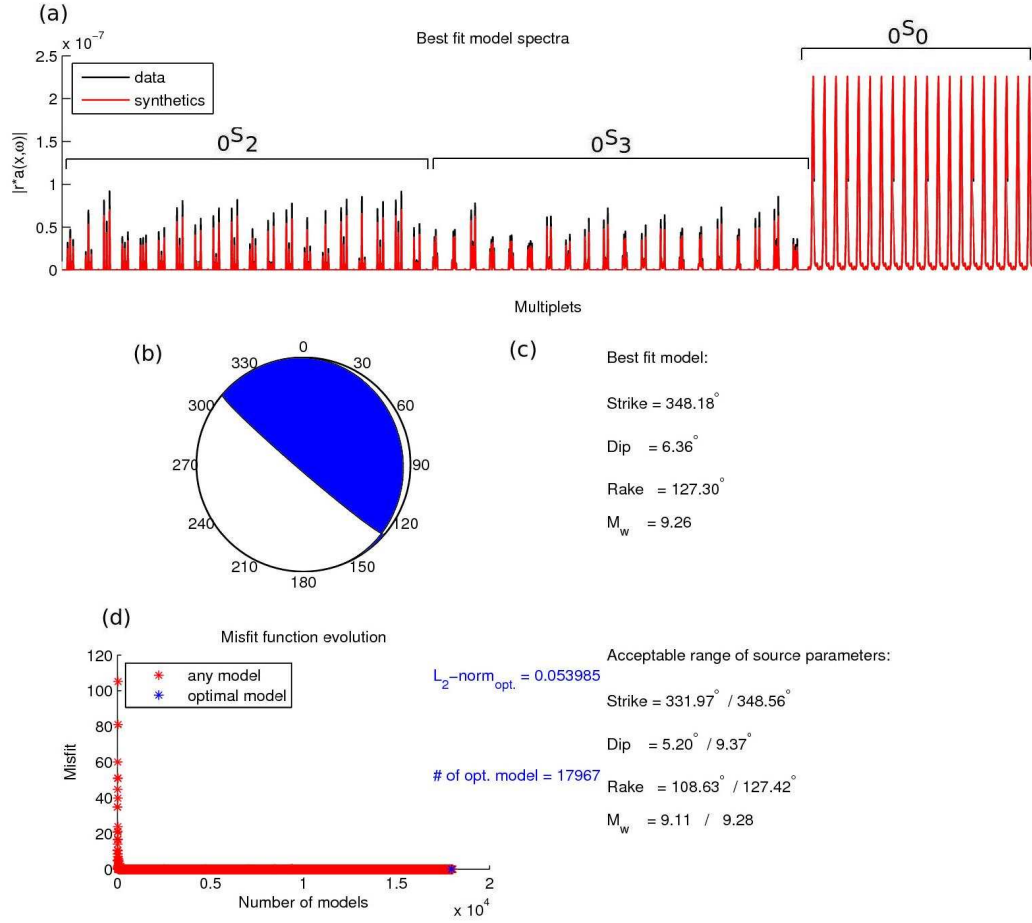 (a)
x 10⁻⁷
Best fit model spectra
0S0
2.5
2
1.5
1
0.5
0
|r*a(x,ω)|
data
synthetics
0S2
0S3
Multiplets
(b)
0
30
60
90
120
150
180
210
240
270
300
330
(c)
Best fit model:
Strike = 348.18°
Dip = 6.36°
Rake = 127.30°
Mw = 9.26
(d)
Misfit function evolution
120
100
80
60
40
20
0
Misfit
any model
optimal model
L2−normopt. = 0.053985
# of opt. model = 17967
0
0.5
1
1.5
2
x 10⁴
Number of models
Acceptable range of source parameters:
Strike = 331.97° / 348.56°
Dip = 5.20° / 9.37°
Rake = 108.63° / 127.42°
Mw = 9.11 / 9.28